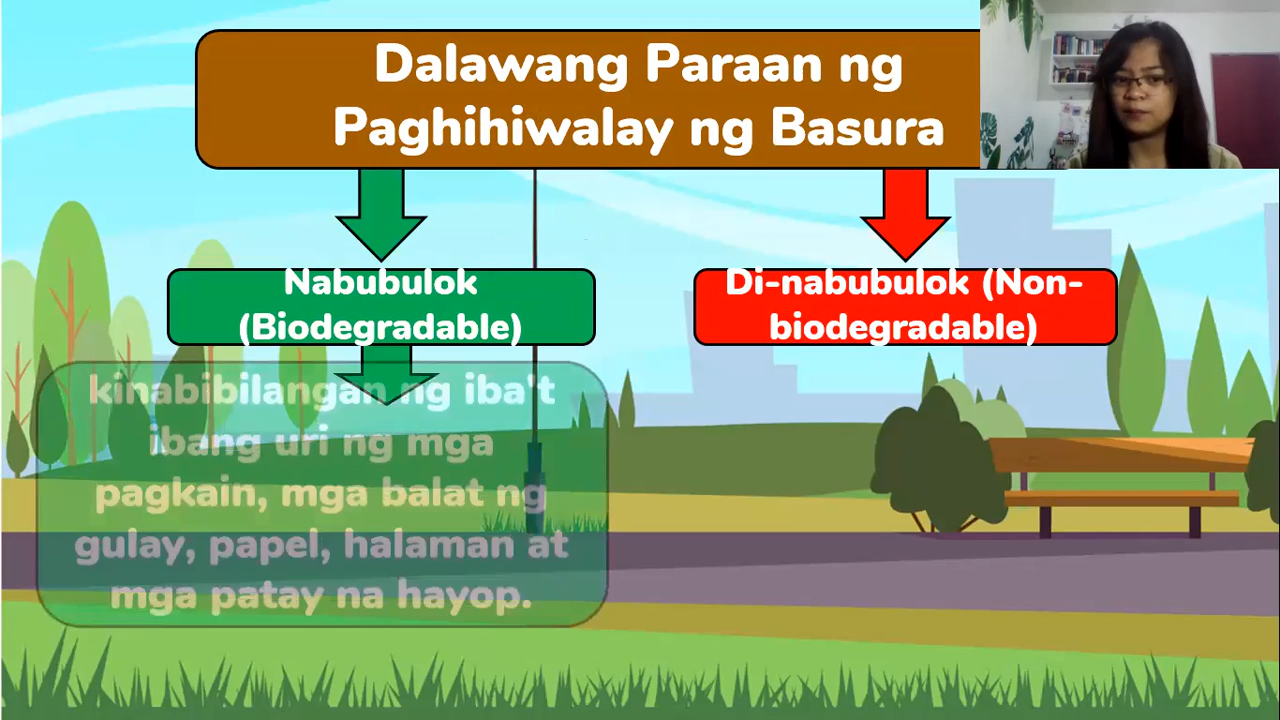 Dalawang Paraan ng
Paghihiwalay ng Basura
Nabubulok
(Biodegradable)
Di-nabubulok (Non-
biodegradable)
kinabibilangan ng iba't
ibang uri ng mga
pagkain, mga balat ng
gulay, papel, halaman at
mga patay na hayop.